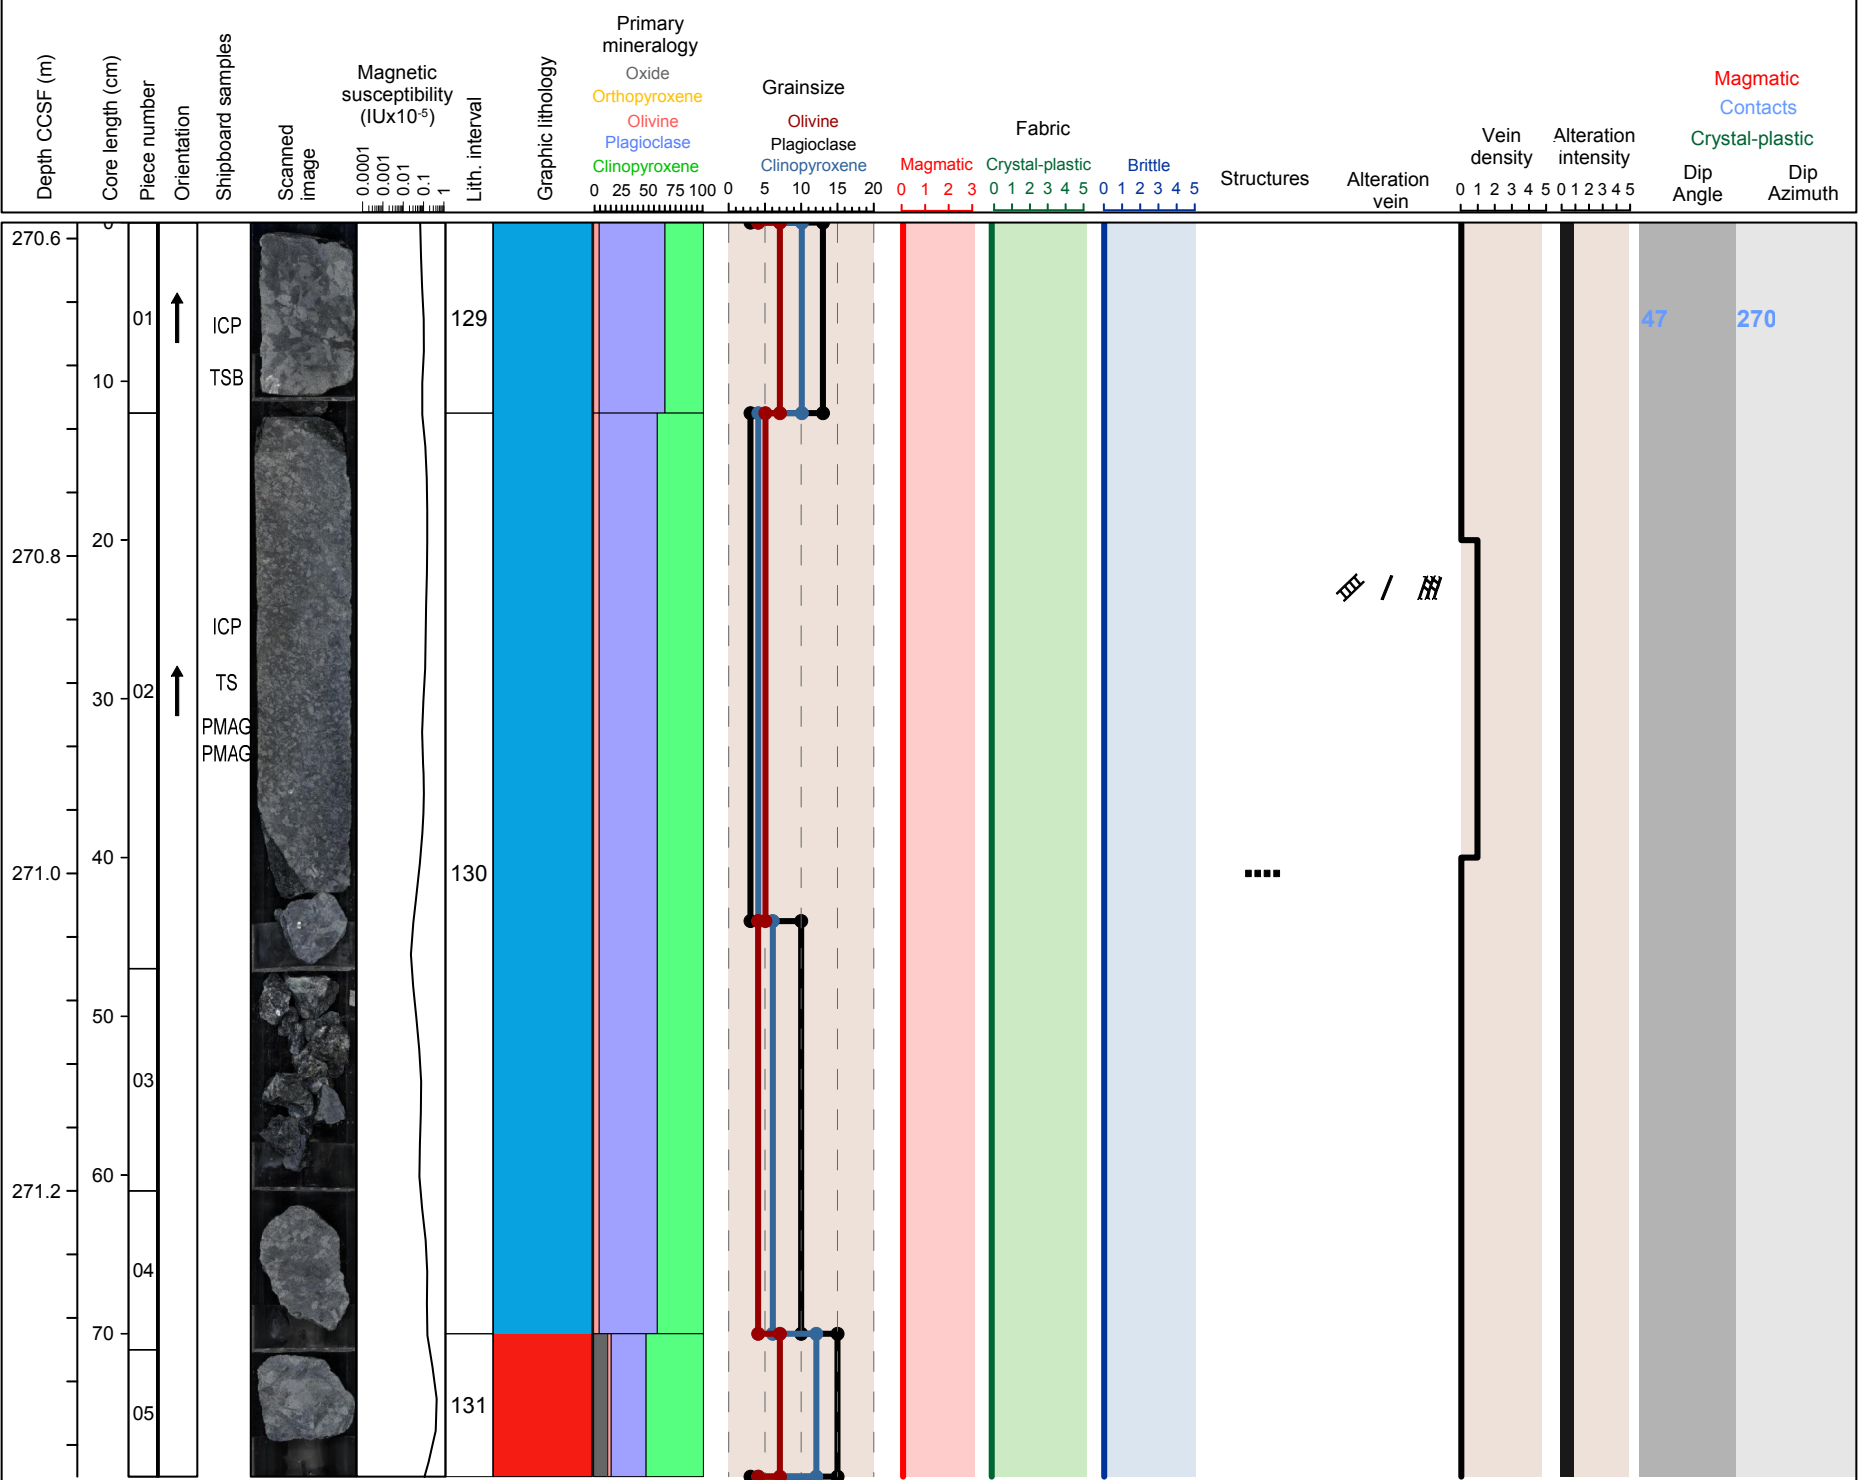 Depth CCSF (m)
Core length (cm)
Piece number
Orientation
Shipboard samples
Scanned
image
Magnetic
susceptibility
(IUx10-5)
0.0001
0.001
0.01
0.1
1
Lith. interval
Graphic lithology
Primary
mineralogy
Oxide
Orthopyroxene
Olivine
Plagioclase
Clinopyroxene
0 25 50 75 100
Grainsize
Olivine
Plagioclase
Clinopyroxene
0 5 10 15 20
Fabric
Magmatic
0 1 2 3
Crystal-plastic
0 1 2 3 4 5
Brittle
0 1 2 3 4 5
Structures
Alteration
vein
Vein
density
0 1 2 3 4 5
Alteration
intensity
0 1 2 3 4 5
Magmatic
Contacts
Crystal-plastic
Dip
Angle
Dip
Azimuth
0
270.6
01
ICP
129
47
270
TSB
10
20
270.8
ICP
TS
02
30
PMAG
PMAG
40
271.0
130
50
03
60
271.2
04
70
131
05